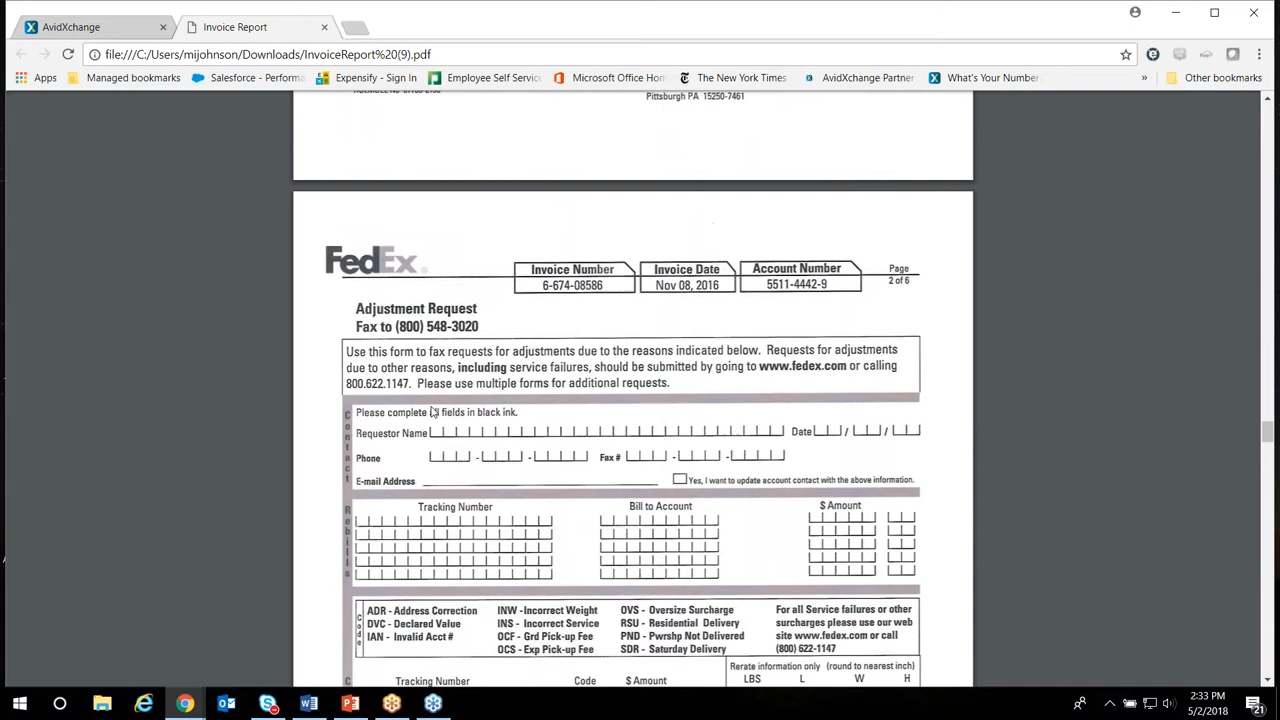 AvidXchange
Invoice Report
file:///C:/Users/mijohnson/Downloads/InvoiceReport%20(9).pdf
Apps Managed bookmarks Salesforce - Performa Expensify - Sign In Employee Self Service Microsoft Office Hom The New York Times AvidXchange Partner What's Your Number » Other bookmarks
Pittsburgh PA 15250-7461
FedEx
Invoice Number Invoice Date Account Number Page
6-674-08586 Nov 08, 2016 5511-4442-9 2 of 6
Adjustment Request
Fax to (800) 548-3020
Use this form to fax requests for adjustments due to the reasons indicated below. Requests for adjustments
due to other reasons, including service failures, should be submitted by going to www.fedex.com or calling
800.622.1147. Please use multiple forms for additional requests.
Contact
Please complete all fields in black ink.
Requestor Name Date / /
Phone - - Fax # - -
E-mail Address Yes, I want to update account contact with the above information.
Rebills
Tracking Number Bill to Account $ Amount
Code
ADR - Address Correction INW -Incorrect Weight OVS - Oversize Surcharge For all Service failures or other
DVC - Declared Value INS - Incorrect Service RSU - Residential Delivery surcharges please use our web
IAN - Invalid Acct # OCF - Grd Pick-up Fee PND - Pwrshp Not Delivered site www.fedex.com or call
OCS - Exp Pick-up Fee SDR - Saturday Delivery (800) 622-1147
Rerate information only (round to nearest inch)
Tracking Number Code $ Amount LBS L W H
2:33 PM
5/2/2018
21